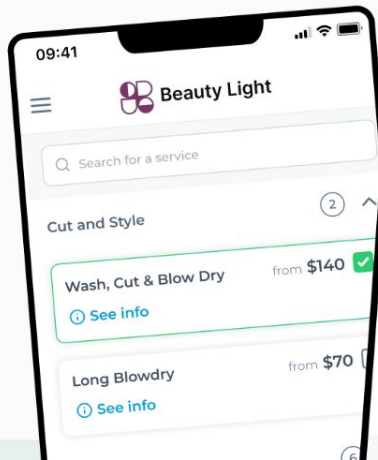 09:41
Beauty Light
Search for a service
Cut and Style 2
Wash, Cut & Blow Dry from $140
See info
Long Blowdry from $70
See info
6